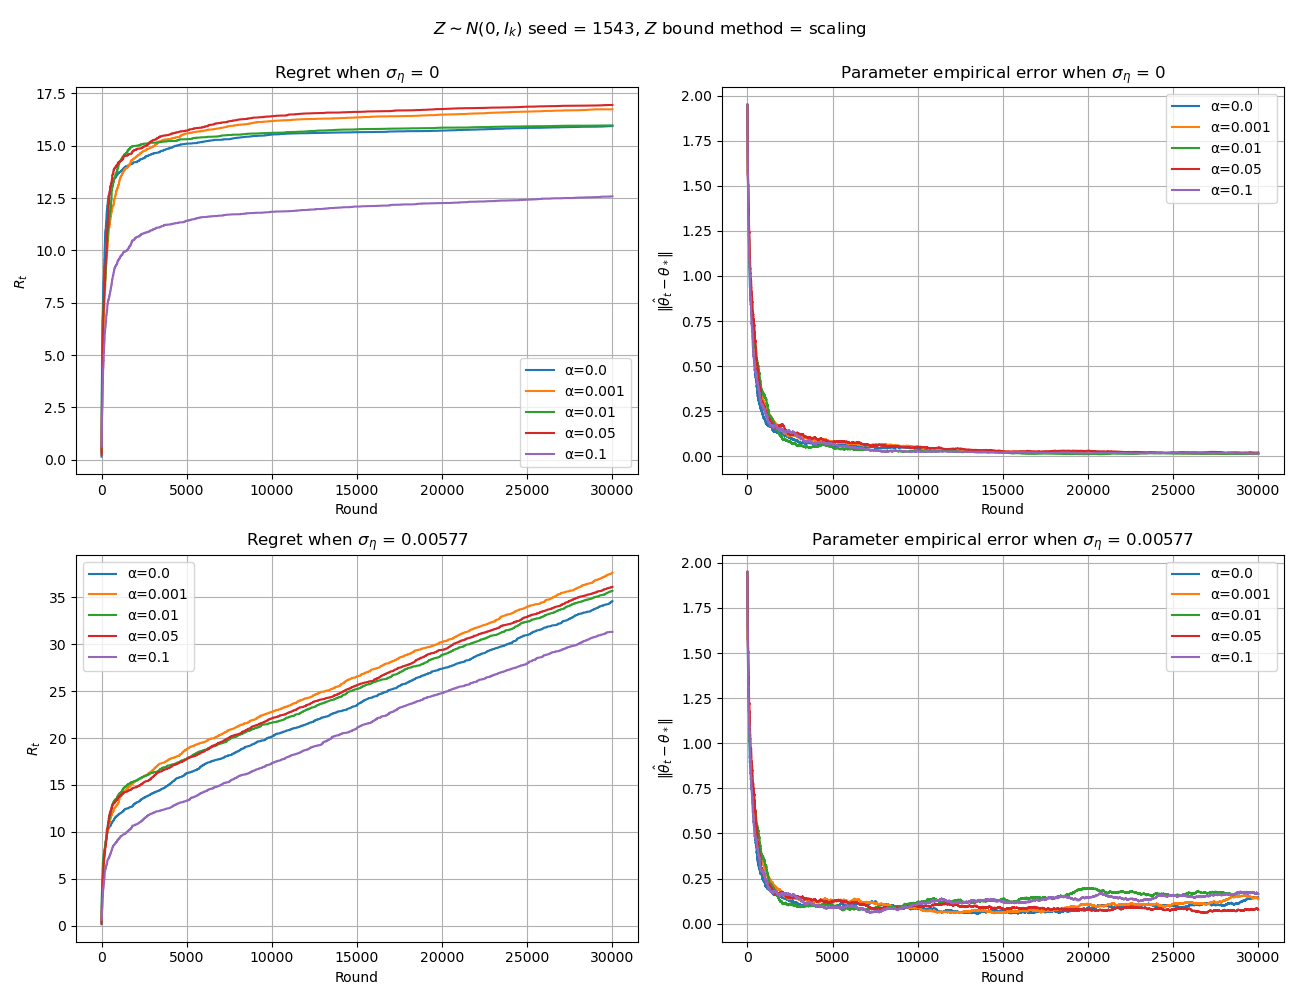 Z ∼ N(0, I_k) seed = 1543, Z bound method = scaling
Regret when σ_η = 0
17.5
15.0
12.5
10.0
7.5
5.0
2.5
0.0
R_t
0
5000
10000
15000
20000
25000
30000
Round
α=0.0
α=0.001
α=0.01
α=0.05
α=0.1
Parameter empirical error when σ_η = 0
2.00
1.75
1.50
1.25
1.00
0.75
0.50
0.25
0.00
‖θ̂_t − θ_*‖
0
5000
10000
15000
20000
25000
30000
Round
α=0.0
α=0.001
α=0.01
α=0.05
α=0.1
Regret when σ_η = 0.00577
35
30
25
20
15
10
5
0
R_t
0
5000
10000
15000
20000
25000
30000
Round
α=0.0
α=0.001
α=0.01
α=0.05
α=0.1
Parameter empirical error when σ_η = 0.00577
2.00
1.75
1.50
1.25
1.00
0.75
0.50
0.25
0.00
‖θ̂_t − θ_*‖
0
5000
10000
15000
20000
25000
30000
Round
α=0.0
α=0.001
α=0.01
α=0.05
α=0.1